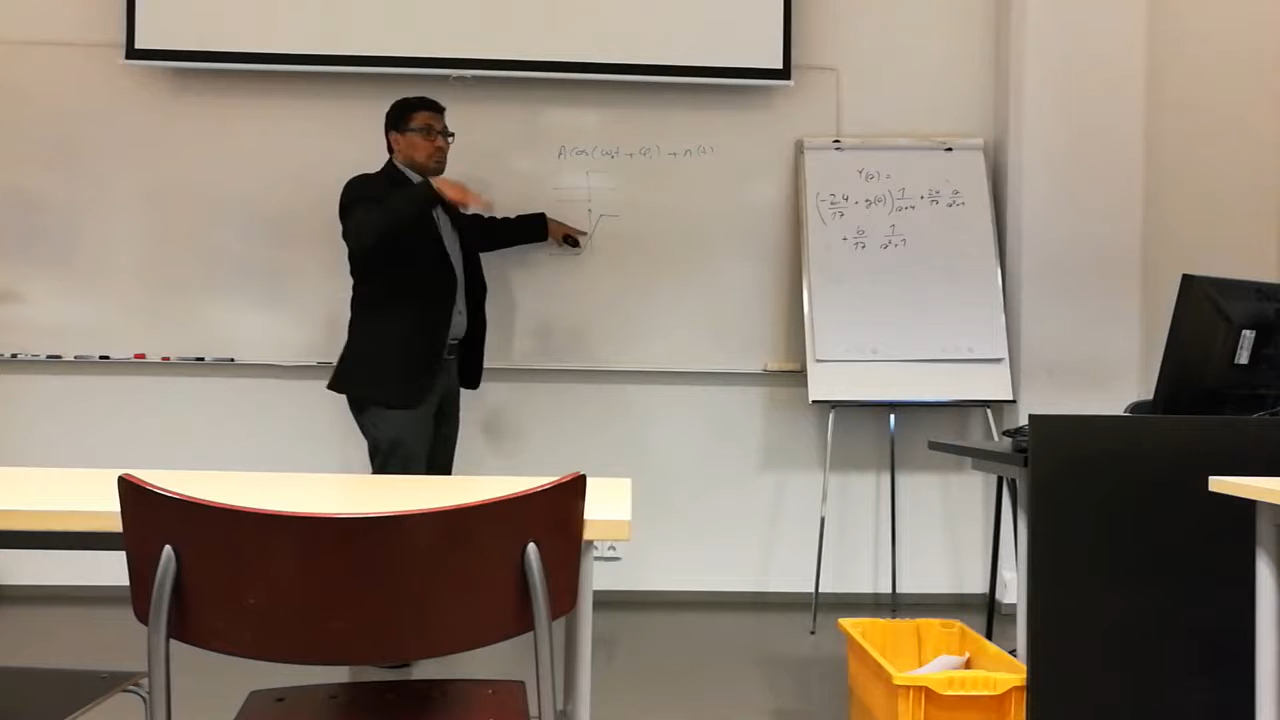 A Cos(ω₀t + φ₁) + n(t)
Y(s) =
(-24/17 + y(0)) 1/(s+4) + 24/17 s/(s²+1)
+ 6/17 1/(s²+1)